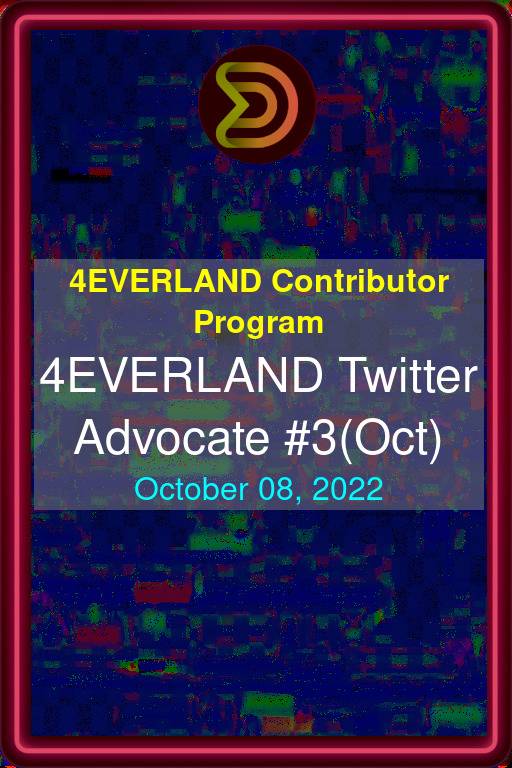 4EVERLAND Contributor
Program
4EVERLAND Twitter
Advocate #3(Oct)
October 08, 2022